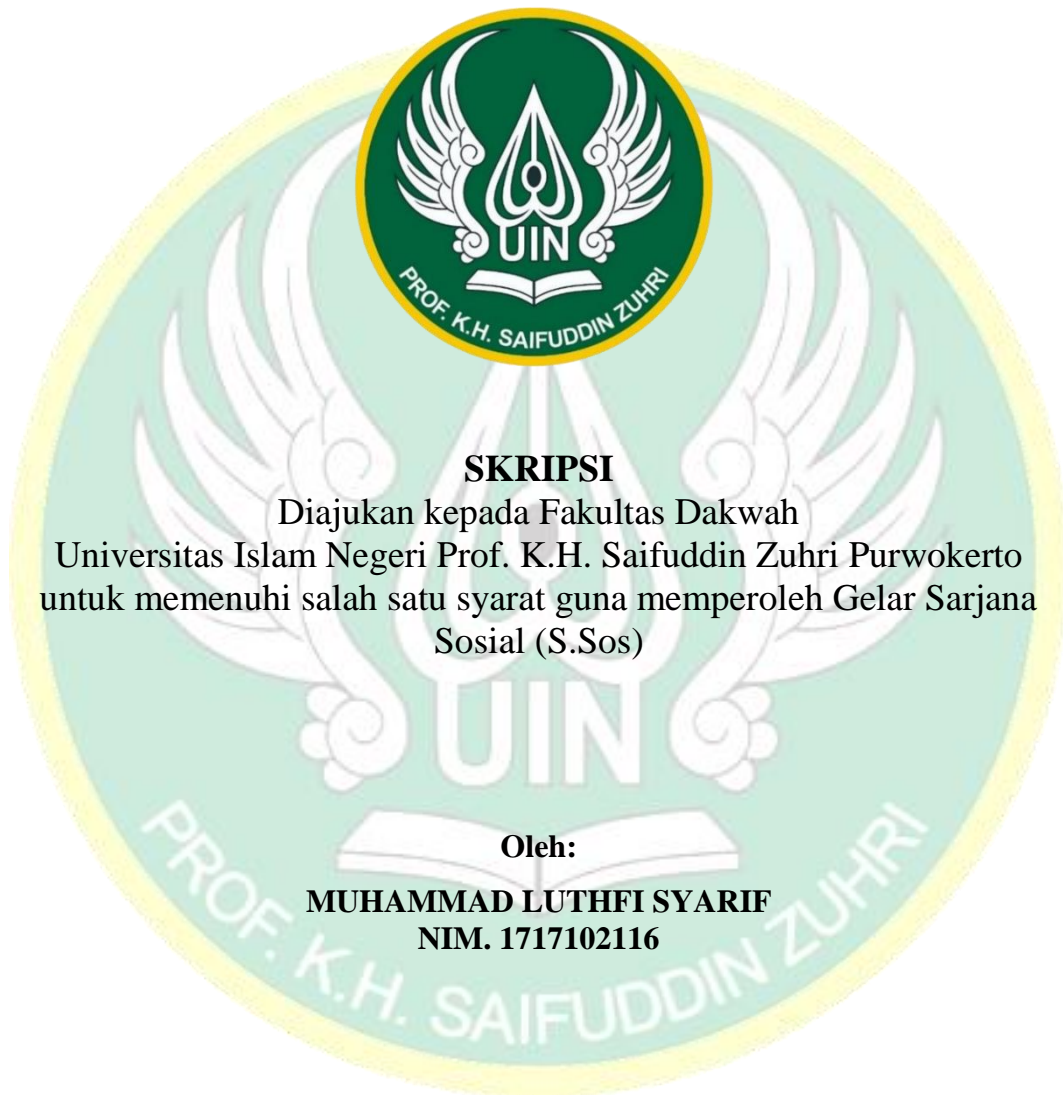 UIN
PROF. K.H. SAIFUDDIN ZUHRI
SKRIPSI
Diajukan kepada Fakultas Dakwah
Universitas Islam Negeri Prof. K.H. Saifuddin Zuhri Purwokerto
untuk memenuhi salah satu syarat guna memperoleh Gelar Sarjana
Sosial (S.Sos)
UIN
Oleh:
MUHAMMAD LUTHFI SYARIF
NIM. 1717102116
PROF. K.H. SAIFUDDIN ZUHRI